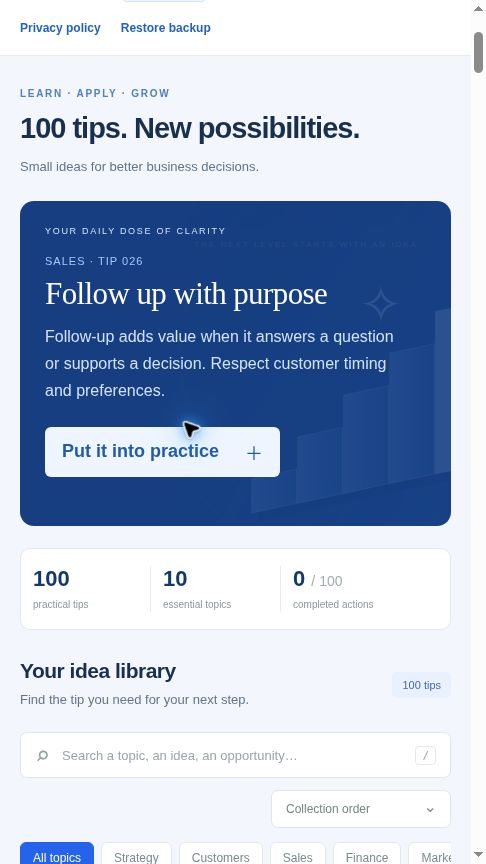 Privacy policy Restore backup
LEARN · APPLY · GROW
100 tips. New possibilities.
Small ideas for better business decisions.
YOUR DAILY DOSE OF CLARITY
THE NEXT LEVEL STARTS WITH AN IDEA
SALES · TIP 026
Follow up with purpose
Follow-up adds value when it answers a question
or supports a decision. Respect customer timing
and preferences.
Put it into practice +
100 10 0 / 100
practical tips essential topics completed actions
Your idea library
100 tips
Find the tip you need for your next step.
Search a topic, an idea, an opportunity… /
Collection order
All topics Strategy Customers Sales Finance Marke